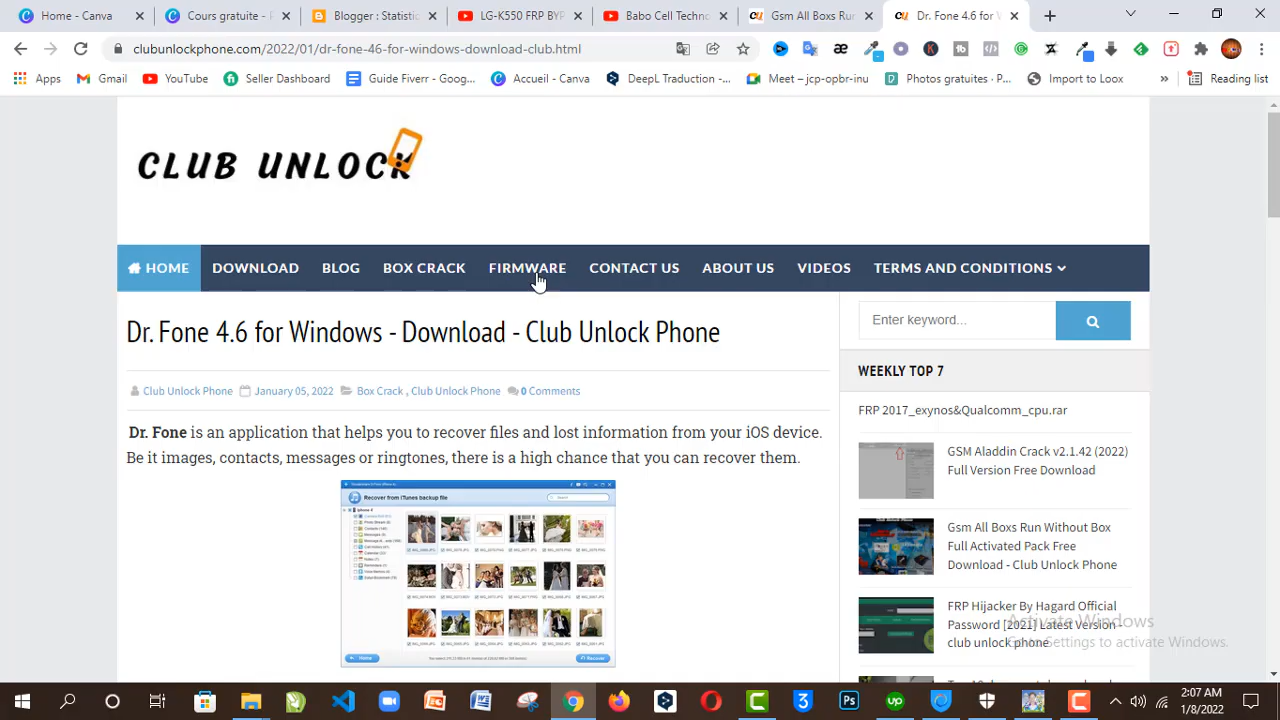 Home - Canva
Cours gratuite - P
Blogger : Statistic
LG-K550 FRP BYP
Babo Cell Techno
Gsm All Boxs Run
Dr. Fone 4.6 for W
clubunlockphone.com/2022/01/dr-fone-46-for-windows-download-club.html
Apps
Gmail
YouTube
Seller Dashboard
Guide Fiverr - Goog...
Accueil - Canva
DeepL Traduction -...
Meet – jcp-opbr-inu
Photos gratuites · P...
Import to Loox
»
Reading list
CLUB UNLOCK
HOME DOWNLOAD BLOG BOX CRACK FIRMWARE CONTACT US ABOUT US VIDEOS TERMS AND CONDITIONS
Dr. Fone 4.6 for Windows - Download - Club Unlock Phone
Club Unlock Phone January 05, 2022 Box Crack , Club Unlock Phone 0 Comments
Dr. Fone is an application that helps you to recover files and lost information from your iOS device.
Be it images, contacts, messages or ringtones, there is a high chance that you can recover them.
Recover from iTunes backup file
Home
Recover
Enter keyword...
WEEKLY TOP 7
FRP 2017_exynos&Qualcomm_cpu.rar
GSM Aladdin Crack v2.1.42 (2022)
Full Version Free Download
Gsm All Boxs Run Without Box
Full Activated Pack Free
Download - Club Unlock Phone
FRP Hijacker By Hagard Official
Password [2021] Latest Version -
club unlock phone
Activate Windows
Go to Settings to activate Windows.
2:07 AM
1/8/2022